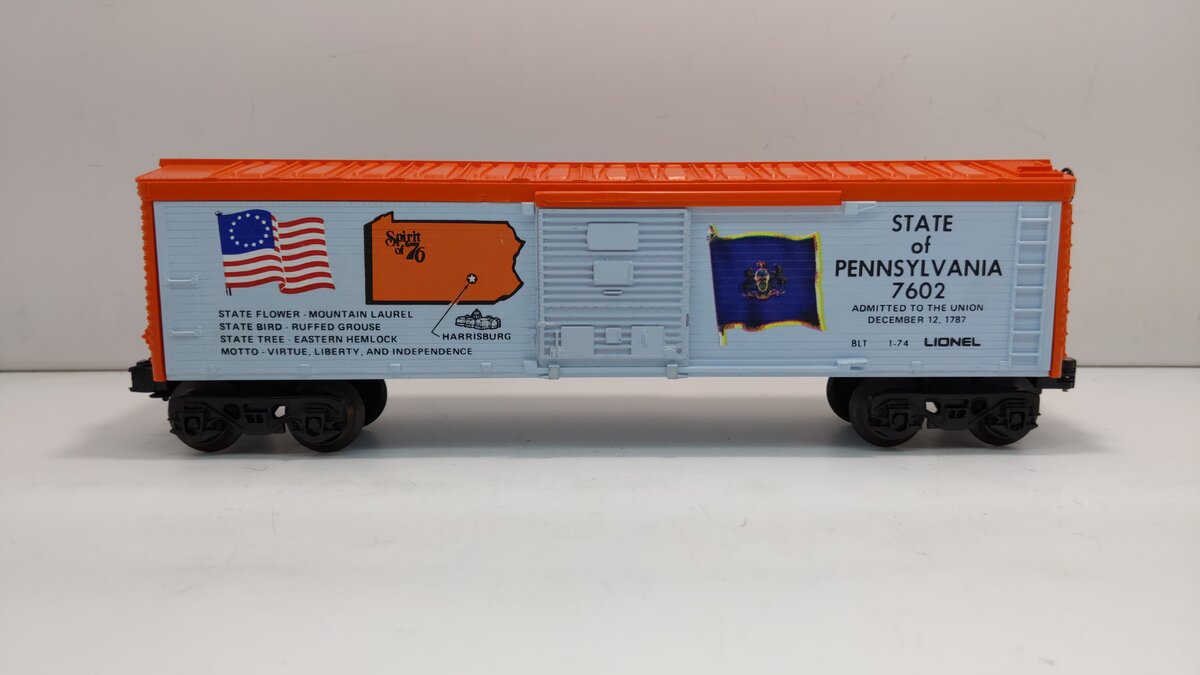 Spirit
of '76
STATE FLOWER - MOUNTAIN LAUREL
STATE BIRD - RUFFED GROUSE
STATE TREE - EASTERN HEMLOCK
MOTTO - VIRTUE, LIBERTY, AND INDEPENDENCE
HARRISBURG
STATE
of
PENNSYLVANIA
7602
ADMITTED TO THE UNION
DECEMBER 12, 1787
BLT 1-74 LIONEL